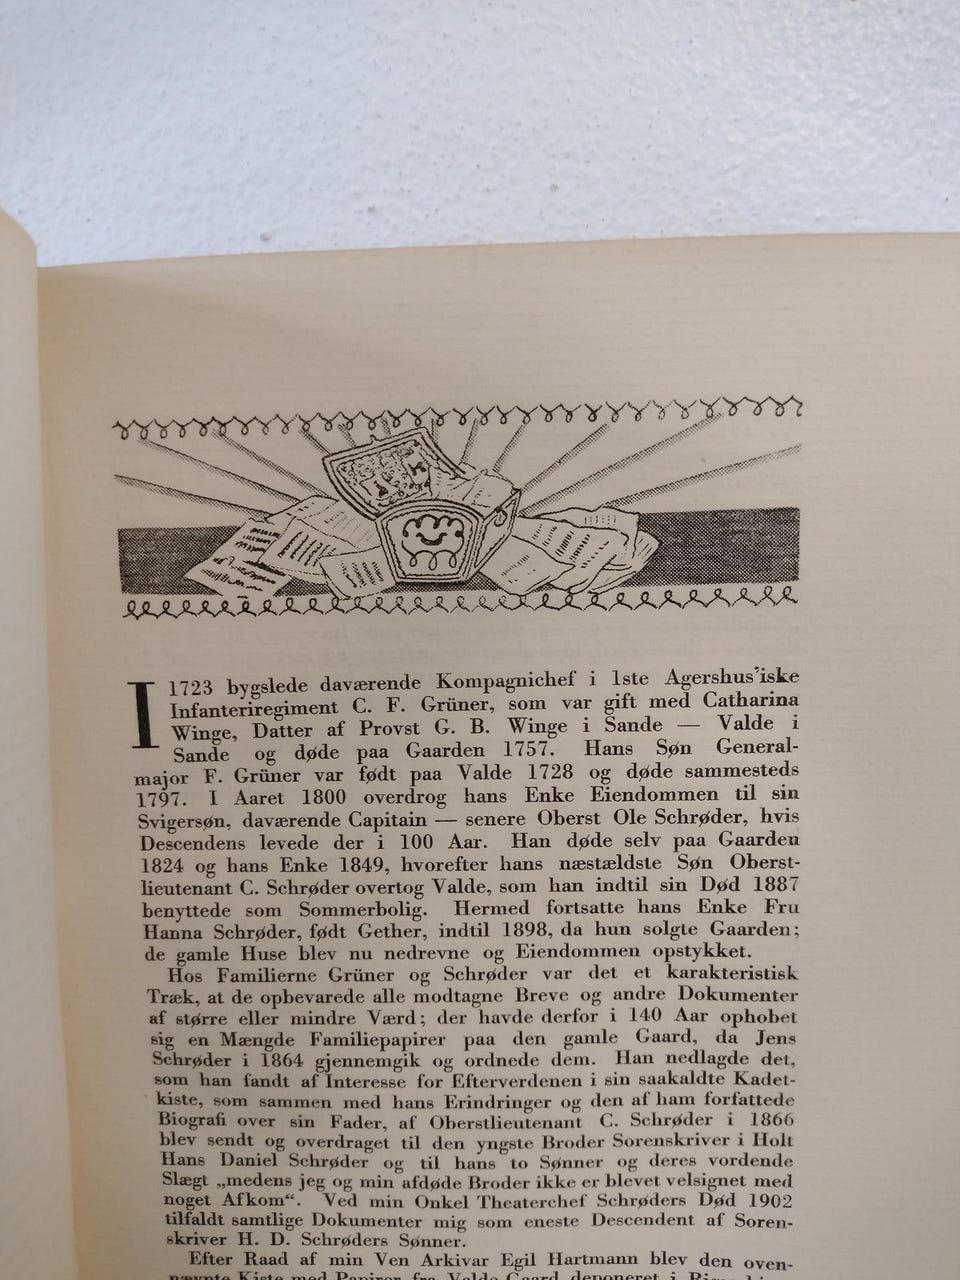 I 1723 bygslede daværende Kompagnichef i 1ste Agershus'iske
Infanteriregiment C. F. Grüner, som var gift med Catharina
Winge, Datter af Provst G. B. Winge i Sande — Valde i
Sande og døde paa Gaarden 1757. Hans Søn General-
major F. Grüner var født paa Valde 1728 og døde sammesteds
1797. I Aaret 1800 overdrog hans Enke Eiendommen til sin
Svigersøn, daværende Capitain — senere Oberst Ole Schrøder, hvis
Descendens levede der i 100 Aar. Han døde selv paa Gaarden
1824 og hans Enke 1849, hvorefter hans næstældste Søn Oberst-
lieutenant C. Schrøder overtog Valde, som han indtil sin Død 1887
benyttede som Sommerbolig. Hermed fortsatte hans Enke Fru
Hanna Schrøder, født Gether, indtil 1898, da hun solgte Gaarden;
de gamle Huse blev nu nedrevne og Eiendommen opstykket.
Hos Familierne Grüner og Schrøder var det et karakteristisk
Træk, at de opbevarede alle modtagne Breve og andre Dokumenter
af større eller mindre Værd; der havde derfor i 140 Aar ophobet
sig en Mængde Familiepapirer paa den gamle Gaard, da Jens
Schrøder i 1864 gjennemgik og ordnede dem. Han nedlagde det,
som han fandt af Interesse for Efterverdenen i sin saakaldte Kadet-
kiste, som sammen med hans Erindringer og den af ham forfattede
Biografi over sin Fader, af Oberstlieutenant C. Schrøder i 1866
blev sendt og overdraget til den yngste Broder Sorenskriver i Holt
Hans Daniel Schrøder og til hans to Sønner og deres vordende
Slægt „medens jeg og min afdøde Broder ikke er blevet velsignet med
noget Afkom“. Ved min Onkel Theaterchef Schrøders Død 1902
tilfaldt samtlige Dokumenter mig som eneste Descendent af Soren-
skriver H. D. Schrøders Sønner.
Efter Raad af min Ven Arkivar Egil Hartmann blev den oven-
nævnte Kiste med Papirer fra Valde Gaard deponeret i